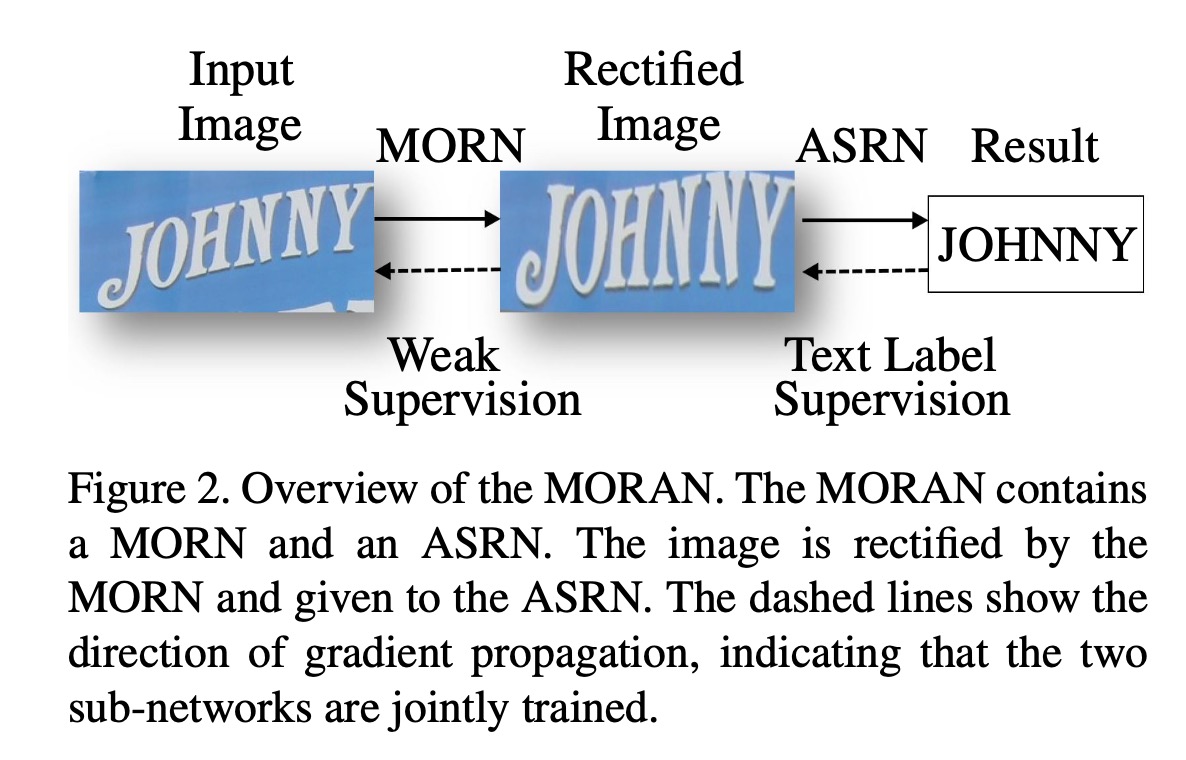 Input
Image
Rectified
Image
MORN
ASRN
Result
JOHNNY
JOHNNY
JOHNNY
Weak
Supervision
Text Label
Supervision
Figure 2. Overview of the MORAN. The MORAN contains
a MORN and an ASRN. The image is rectified by the
MORN and given to the ASRN. The dashed lines show the
direction of gradient propagation, indicating that the two
sub-networks are jointly trained.